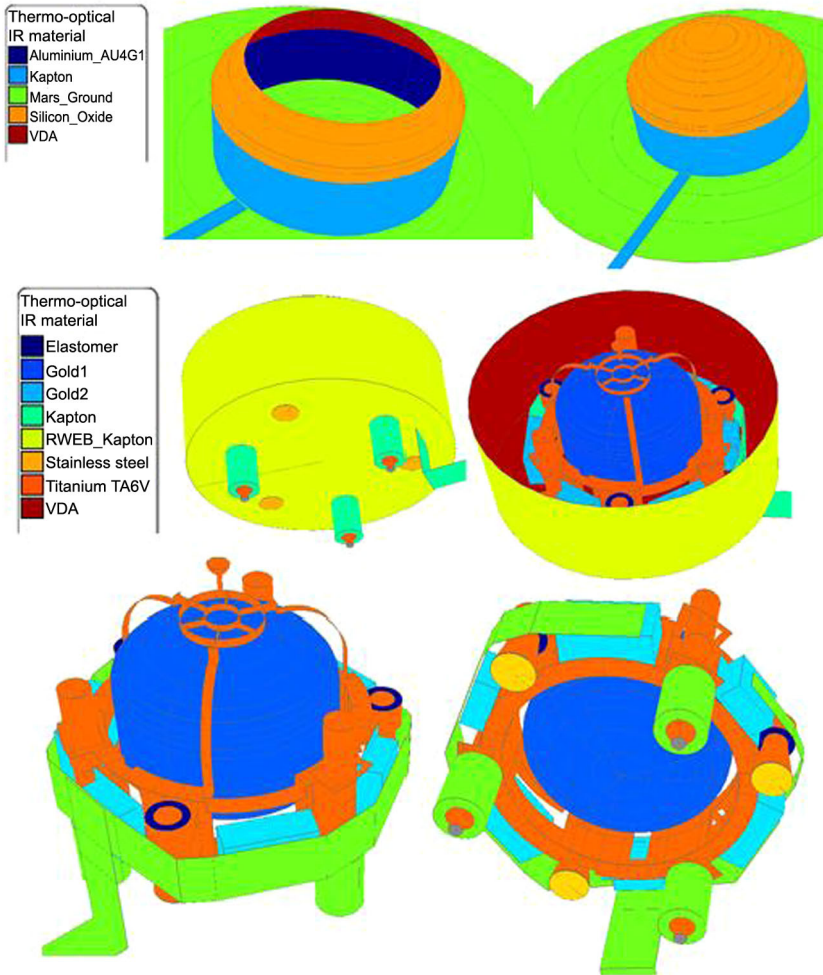 Thermo-optical
IR material
Aluminium_AU4G1
Kapton
Mars_Ground
Silicon_Oxide
VDA
Thermo-optical
IR material
Elastomer
Gold1
Gold2
Kapton
RWEB_Kapton
Stainless steel
Titanium TA6V
VDA